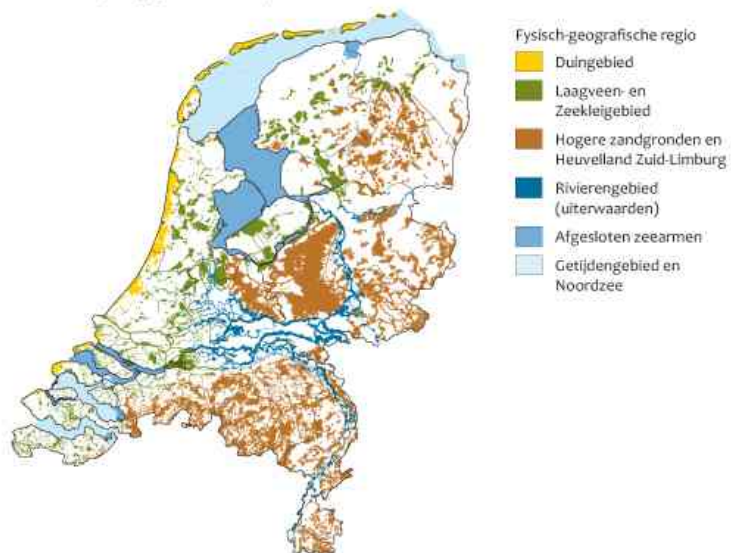 Fysisch-geografische regio
Duingebied
Laagveen- en
Zeekleigebied
Hogere zandgronden en
Heuvelland Zuid-Limburg
Rivierengebied
(uiterwaarden)
Afgesloten zeearmen
Getijdengebied en
Noordzee